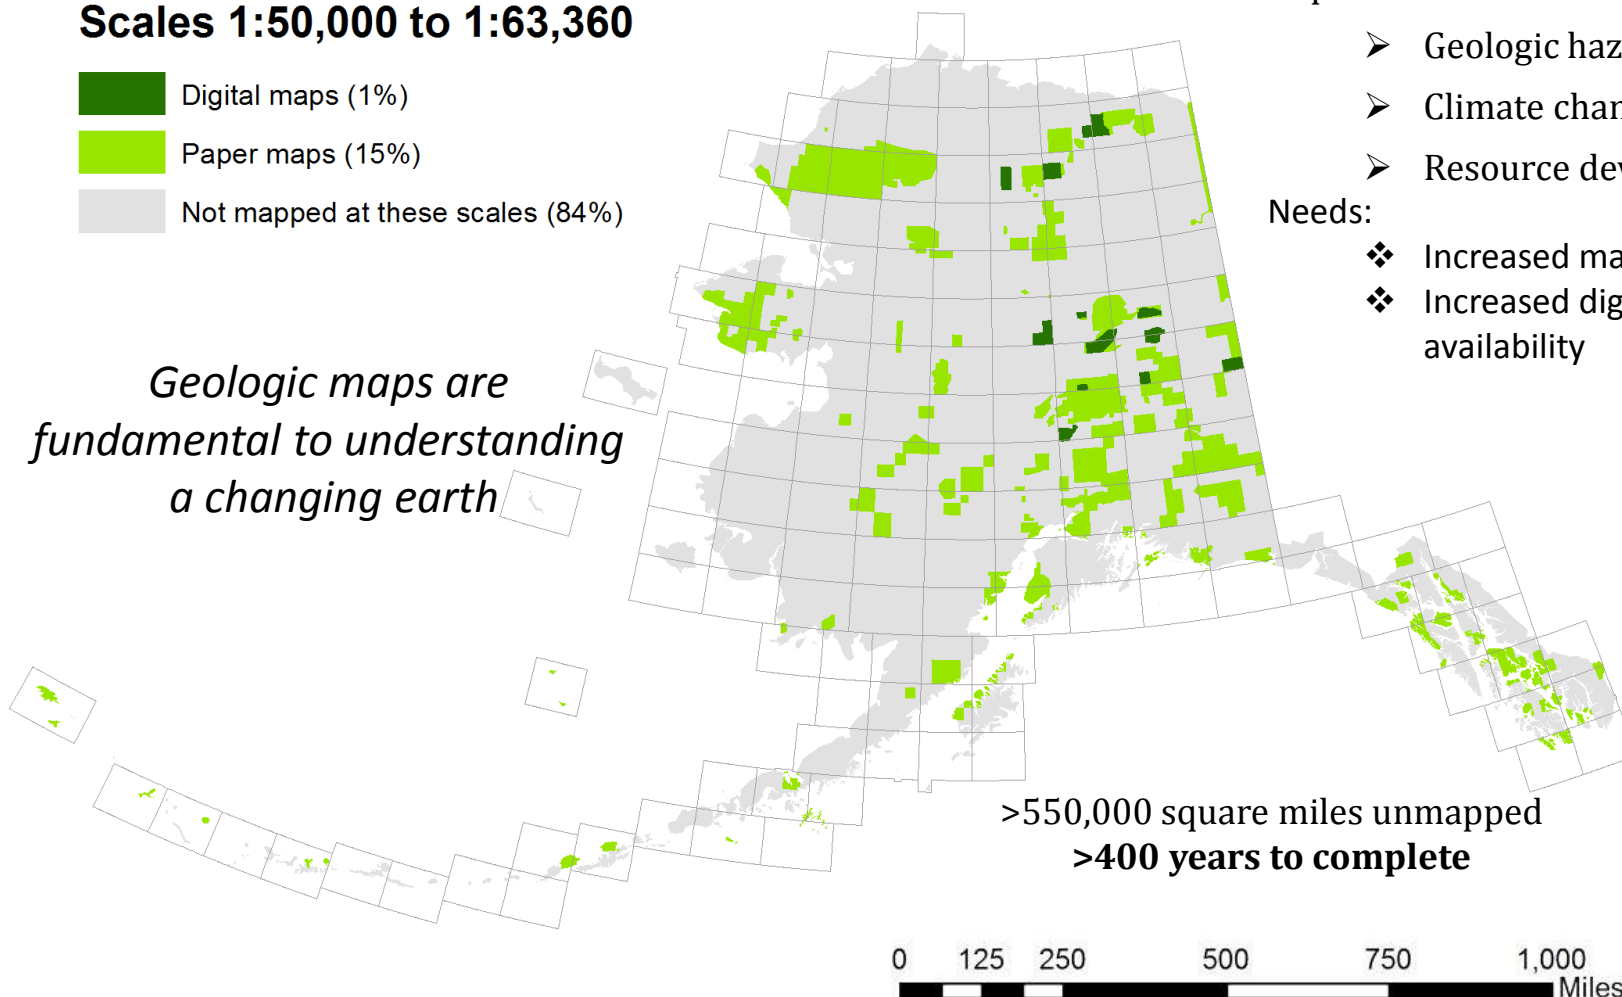 Scales 1:50,000 to 1:63,360
Digital maps (1%)
Paper maps (15%)
Not mapped at these scales (84%)
➢ Geologic haz
➢ Climate chan
➢ Resource dev
Needs:
❖ Increased ma
❖ Increased dig
availability
Geologic maps are
fundamental to understanding
a changing earth
>550,000 square miles unmapped
>400 years to complete
0 125 250 500 750 1,000
Miles